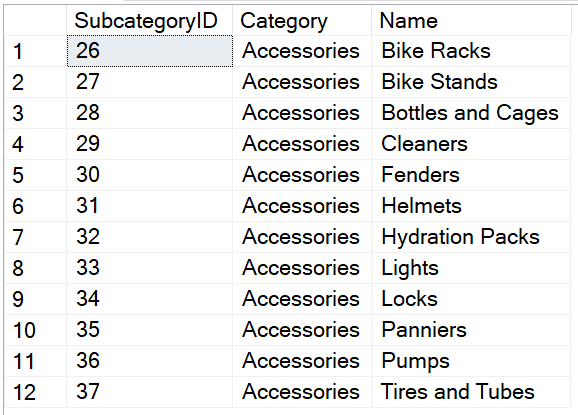 SubcategoryID Category Name
1 26 Accessories Bike Racks
2 27 Accessories Bike Stands
3 28 Accessories Bottles and Cages
4 29 Accessories Cleaners
5 30 Accessories Fenders
6 31 Accessories Helmets
7 32 Accessories Hydration Packs
8 33 Accessories Lights
9 34 Accessories Locks
10 35 Accessories Panniers
11 36 Accessories Pumps
12 37 Accessories Tires and Tubes